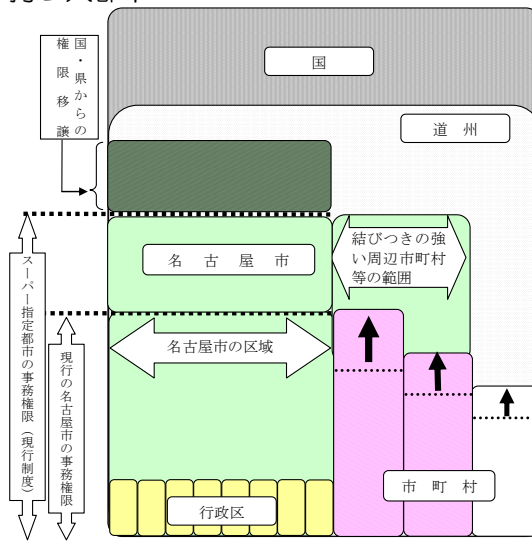 国・県からの
権限移譲
国
道州
名古屋市
結びつきの強
い周辺市町村
等の範囲
名古屋市の区域
スーパー指定都市の事務権限（現行制度）
現行の名古屋市の事務権限
行政区
市町村